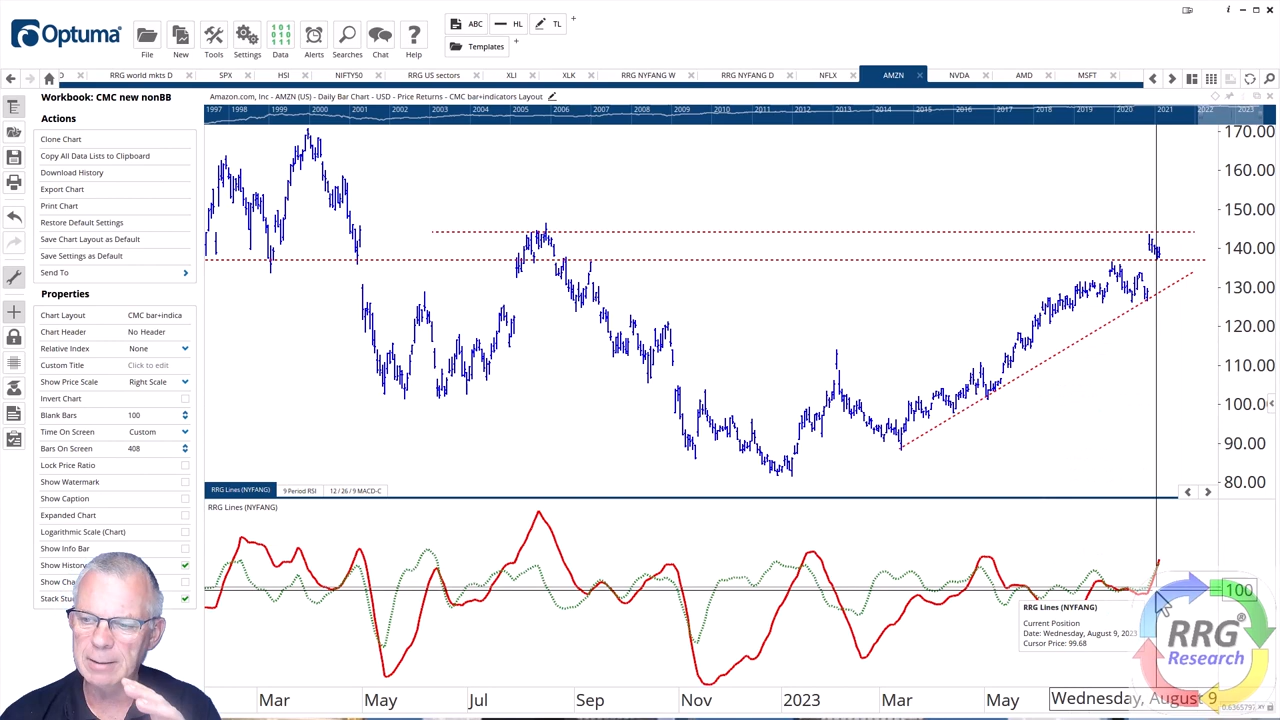 Optuma®
File
New
Tools
Settings
Data
Alerts
Searches
Chat
Help
ABC
HL
TL
Templates
D
RRG world mkts D
SPX
HSI
NIFTY50
RRG US sectors
XLI
XLK
RRG NYFANG W
RRG NYFANG D
NFLX
AMZN
NVDA
AMD
MSFT
Workbook: CMC new nonBB
Amazon.com, Inc - AMZN (US) - Daily Bar Chart - USD - Price Returns - CMC bar+indicators Layout
Actions
Clone Chart
Copy All Data Lists to Clipboard
Download History
Export Chart
Print Chart
Restore Default Settings
Save Chart Layout as Default
Save Settings as Default
Send To
Properties
Chart Layout CMC bar+indica
Chart Header No Header
Relative Index None
Custom Title Click to edit
Show Price Scale Right Scale
Invert Chart
Blank Bars 100
Time On Screen Custom
Bars On Screen 408
Lock Price Ratio
Show Watermark
Show Caption
Expanded Chart
Logarithmic Scale (Chart)
Show Info Bar
Show
Show
Stack
1997 1998 1999 2000 2001 2002 2003 2004 2005 2006 2007 2008 2009 2010 2011 2012 2013 2014 2015 2016 2017 2018 2019 2020 2021 2022 2023
170.00
160.00
150.00
140.00
130.00
120.00
110.00
100.0
90.00
80.00
RRG Lines (NYFANG)
9 Period RSI
12 / 26 / 9 MACD-C
RRG Lines (NYFANG)
RRG Lines (NYFANG)
Current Position
Date: Wednesday, August 9, 2023
Cursor Price: 99.68
100
RRG®
Research
Mar May Jul Sep Nov 2023 Mar May Wednesday, August 9